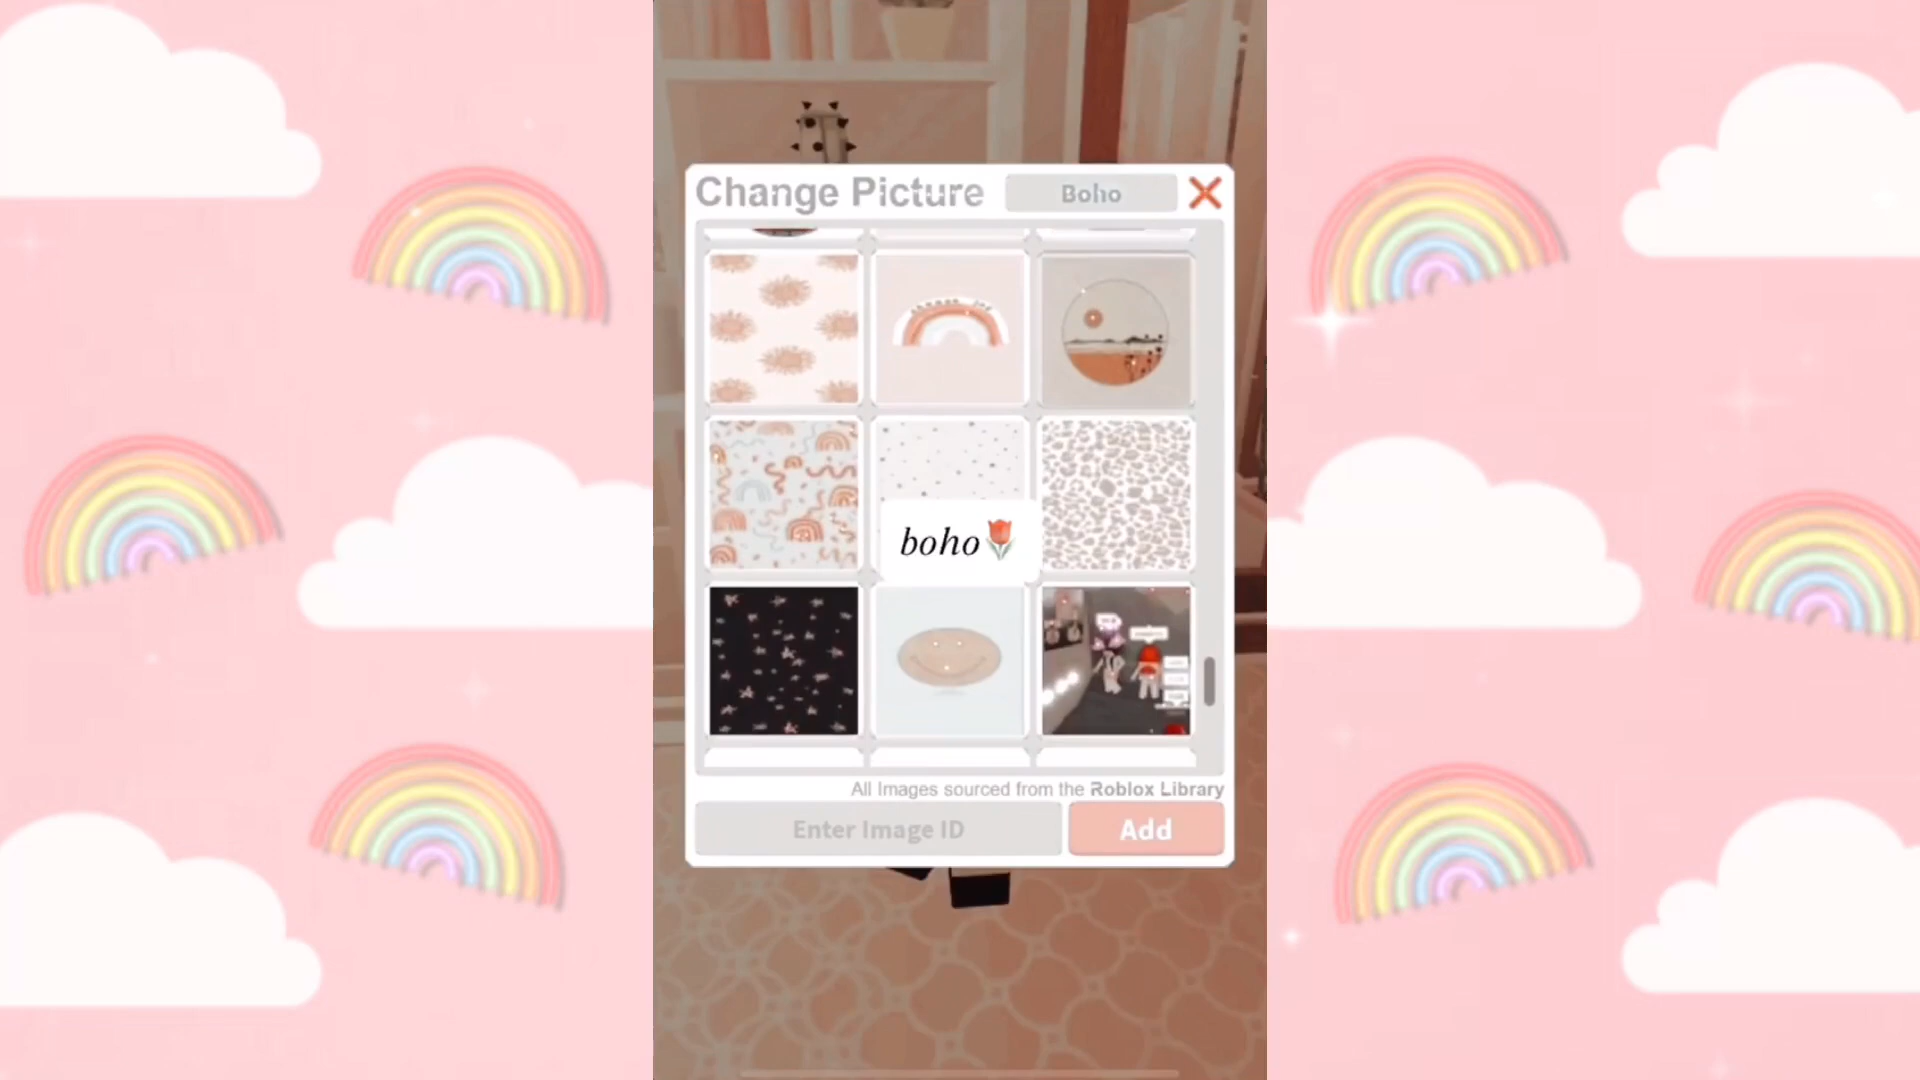 Change Picture
Boho
boho🌷
All Images sourced from the Roblox Library
Enter Image ID
Add